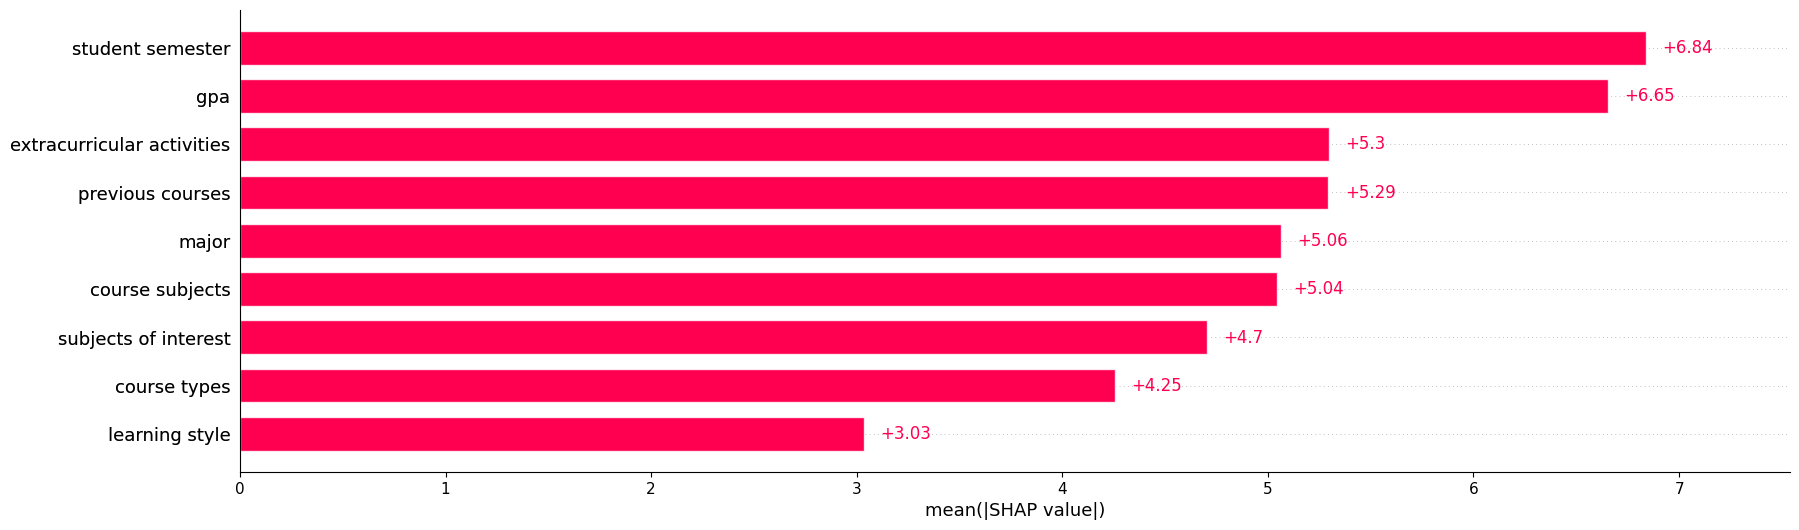 student semester +6.84
gpa +6.65
extracurricular activities +5.3
previous courses +5.29
major +5.06
course subjects +5.04
subjects of interest +4.7
course types +4.25
learning style +3.03
0 1 2 3 4 5 6 7
mean(|SHAP value|)